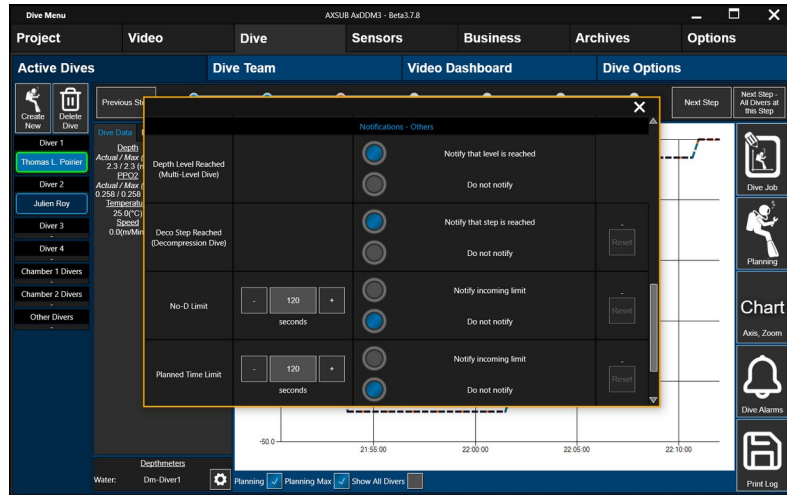 Dive Menu
AXSUB AxDDM3 - Beta3.7.8
Project
Video
Dive
Sensors
Business
Archives
Options
Active Dives
Dive Team
Video Dashboard
Dive Options
Create
New
Delete
Dive
Previous St
Next Step
Next Step -
All Divers at
this Step
Diver 1
Thomas L. Poirier
Diver 2
Julien Roy
Diver 3
-
Diver 4
-
Chamber 1 Divers
-
Chamber 2 Divers
-
Other Divers
-
Dive Data
Depth
Actual / Max (
2.3 / 2.3 (m
PPO2
Actual / Max (
0.258 / 0.258
Temperatu
25.0(°C)
Speed
0.0(m/Min
Notifications - Others
Depth Level Reached
(Multi-Level Dive)
Notify that level is reached
Do not notify
Deco Step Reached
(Decompression Dive)
Notify that step is reached
Do not notify
-
Reset
No-D Limit
- 120 +
seconds
Notify incoming limit
Do not notify
-
Reset
Planned Time Limit
- 120 +
seconds
Notify incoming limit
Do not notify
-
Reset
-50.0
21:55:00
22:00:00
22:05:00
22:10:00
Depthmeters
Water: Dm-Diver1
Planning
Planning Max
Show All Divers
Dive Job
Planning
Chart
Axis, Zoom
Dive Alarms
Print Log